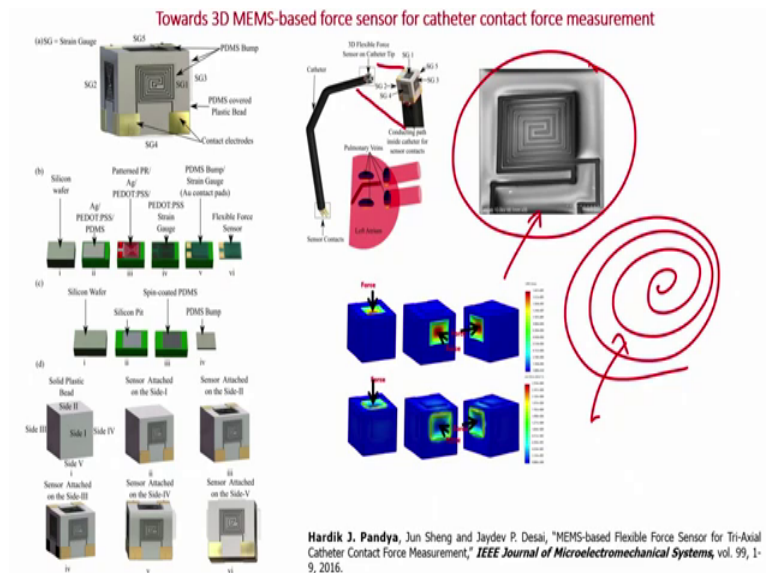 Towards 3D MEMS-based force sensor for catheter contact force measurement
(a)SG = Strain Gauge
SG5
PDMS Bump
SG2
SG1
SG3
PDMS covered
Plastic Bead
Contact electrodes
SG4
(b)
Silicon
wafer
Ag/
PEDOT:PSS/
PDMS
Patterned PR/
Ag/
PEDOT:PSS/
PEDOT:PSS
Strain
Gauge
PDMS Bump/
Strain Gauge
(Au contact pads)
Flexible Force
Sensor
i
ii
iii
iv
v
vi
(c)
Silicon Wafer
Spin-coated PDMS
Silicon Pit
PDMS Bump
i
ii
iii
iv
(d)
Solid Plastic
Bead
Side II
Side III
Side I
Side IV
Side V
i
Sensor Attached
on the Side-I
ii
Sensor Attached
on the Side-II
iii
Sensor Attached
on the Side-III
iv
Sensor Attached
on the Side-IV
v
Sensor Attached
on the Side-V
vi
3D Flexible Force
Sensor on Catheter Tip
SG 1
SG 5
SG 3
SG 2
SG 4
Catheter
Conducting path
inside catheter for
sensor contacts
Pulmonary Veins
Left Atrium
Sensor Contacts
Force
Force
Hardik J. Pandya, Jun Sheng and Jaydev P. Desai, "MEMS-based Flexible Force Sensor for Tri-Axial
Catheter Contact Force Measurement," IEEE Journal of Microelectromechanical Systems, vol. 99, 1-
9, 2016.